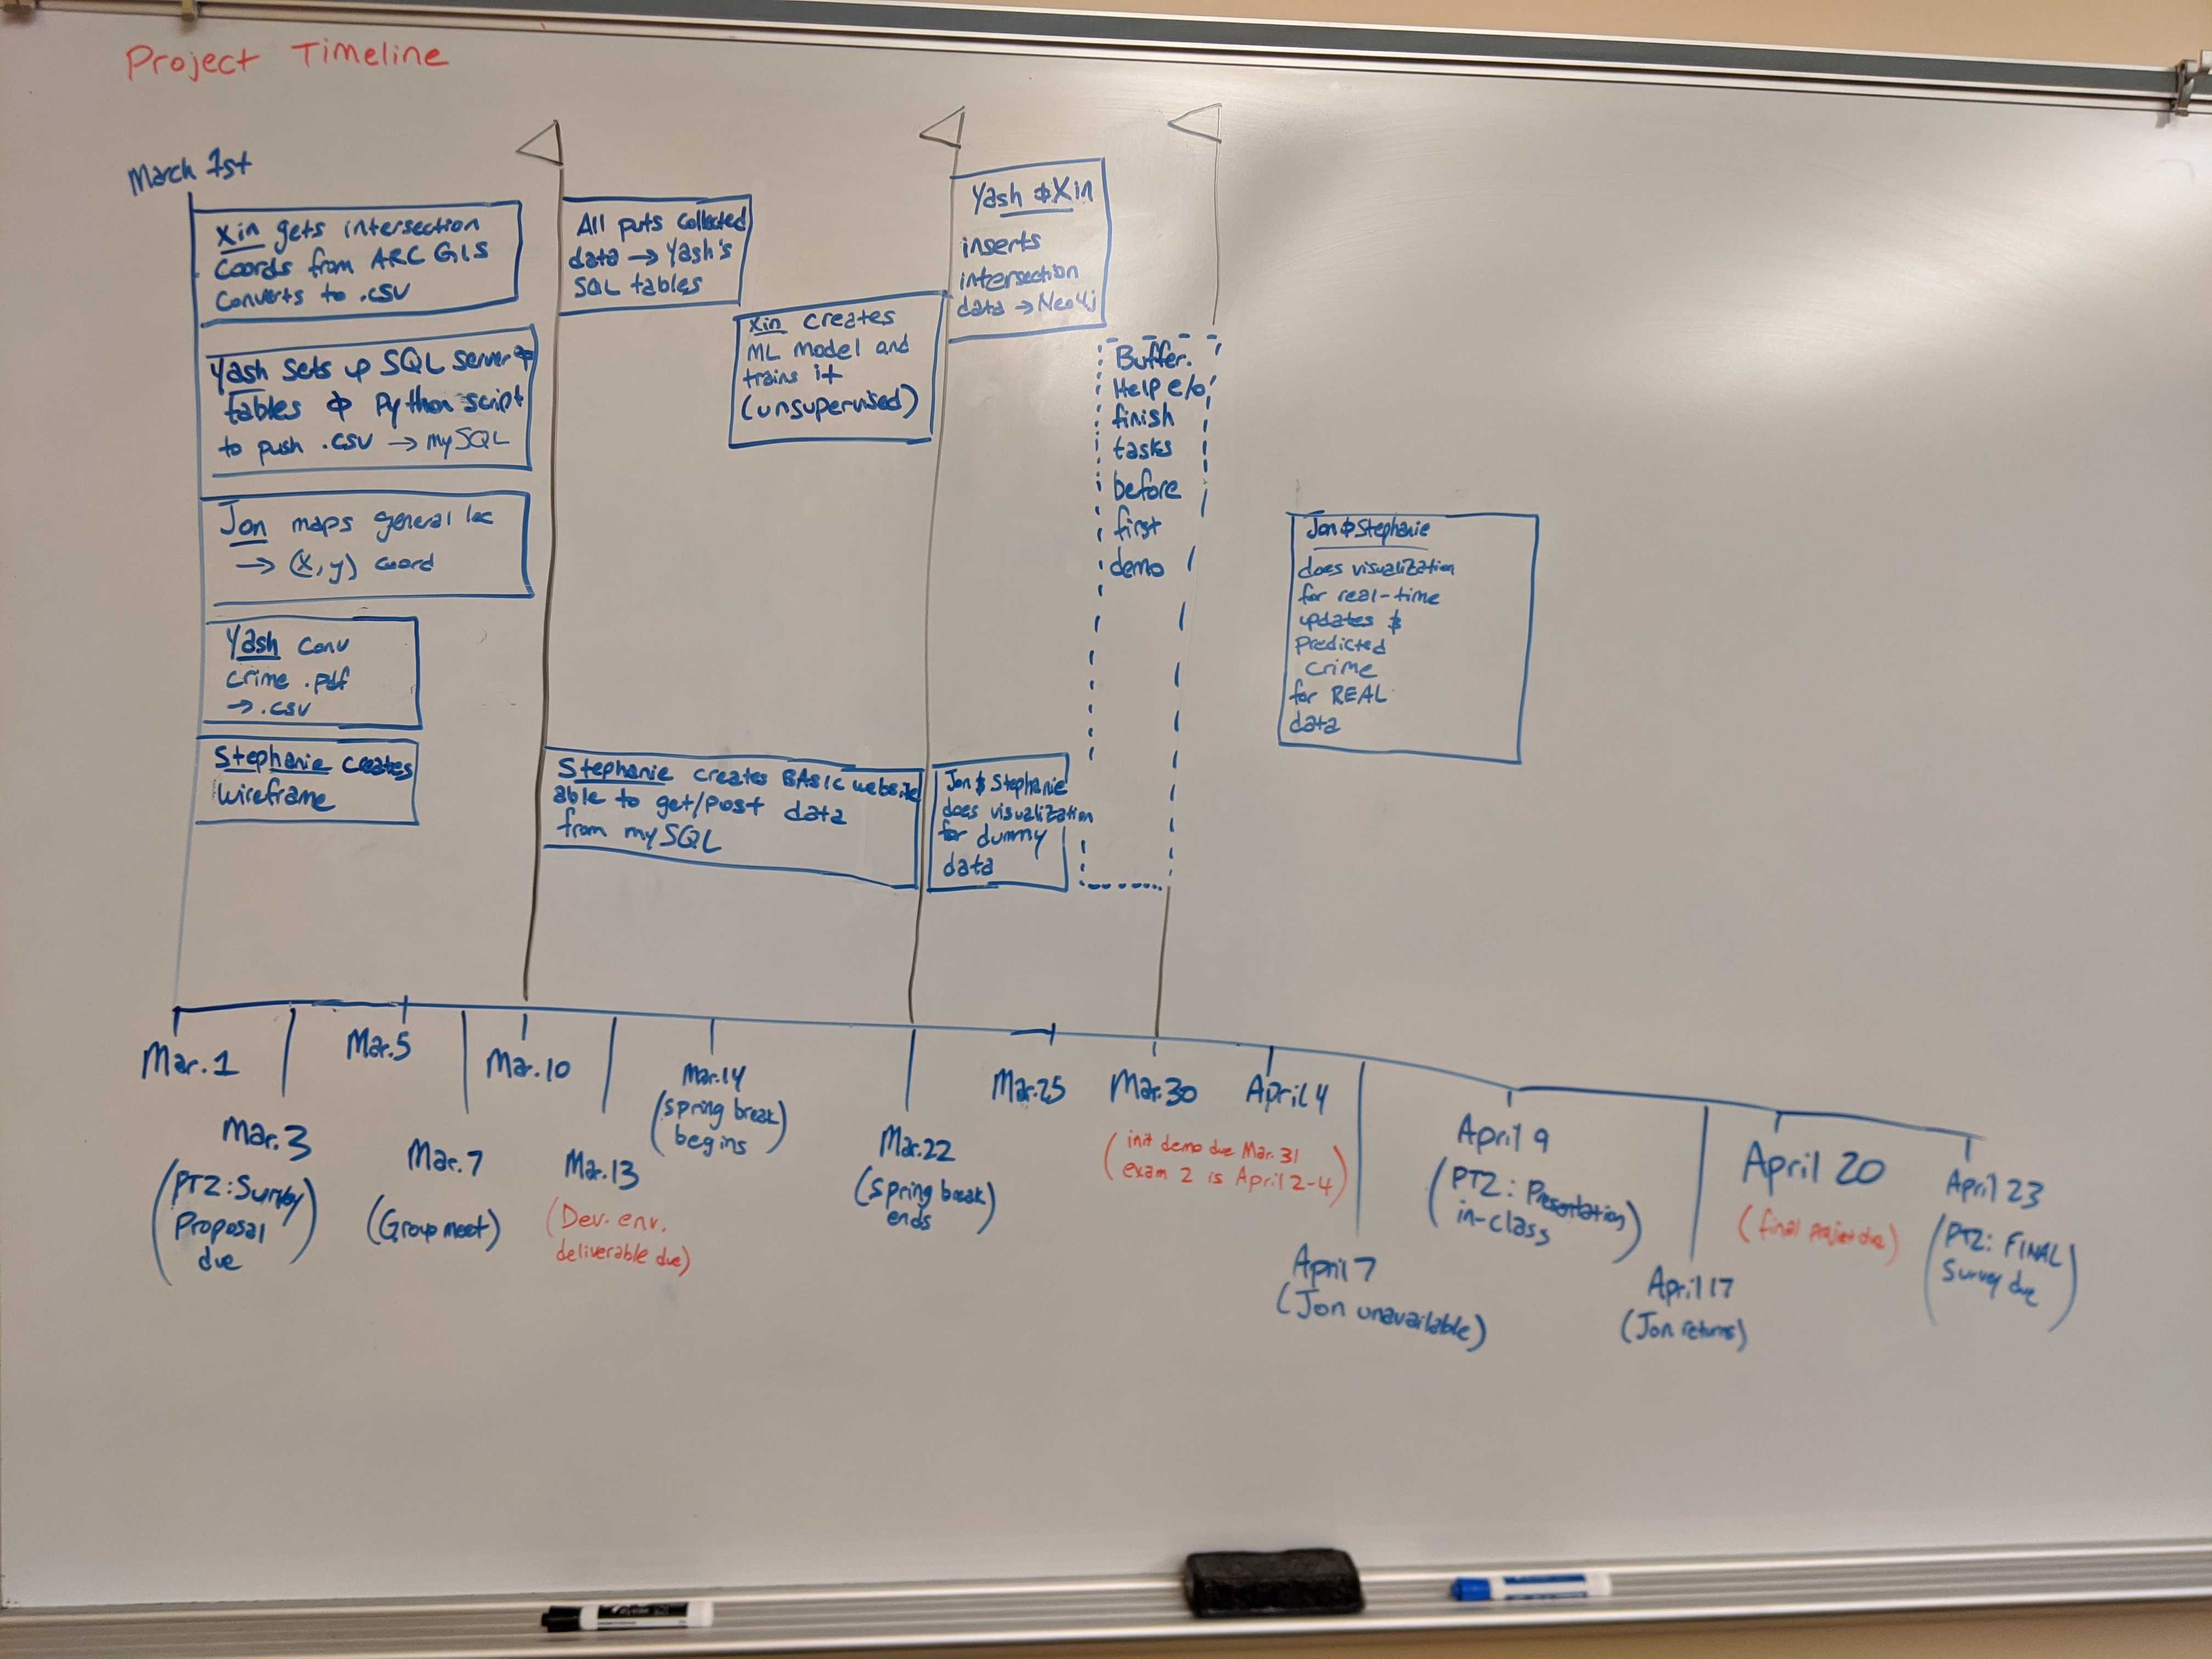 Project Timeline
March 1st
Xin gets intersection
coords from ARC GIS
converts to .csv
Yash sets up SQL server &
tables & Python script
to push .csv → mySQL
Jon maps general loc
→ (x,y) coord
Yash conv
crime .pdf
→ .csv
Stephanie creates
wireframe
All puts collected
data → Yash's
SQL tables
Xin creates
ML model and
trains it
(unsupervised)
Stephanie creates BASIC website
able to get/post data
from mySQL
Yash & Xin
inserts
intersection
data → Neo4j
Jon & Stephanie
does visualization
for dummy
data
Buffer.
Help e/o
finish
tasks
before
first
demo
Jon & Stephanie
does visualization
for real-time
updates &
predicted
crime
for REAL
data
Mar. 1
Mar. 3
(PTZ: Survey
Proposal
due)
Mar. 5
Mar. 7
(Group meet)
Mar. 10
Mar. 13
(Dev. env.
deliverable due)
Mar. 14
(spring break
begins)
Mar. 22
(spring break
ends)
Mar. 25
Mar. 30
(init demo due Mar. 31
exam 2 is April 2-4)
April 4
April 7
(Jon unavailable)
April 9
(PTZ: Presentation
in-class)
April 17
(Jon returns)
April 20
(final project due)
April 23
(PTZ: FINAL
Survey due)